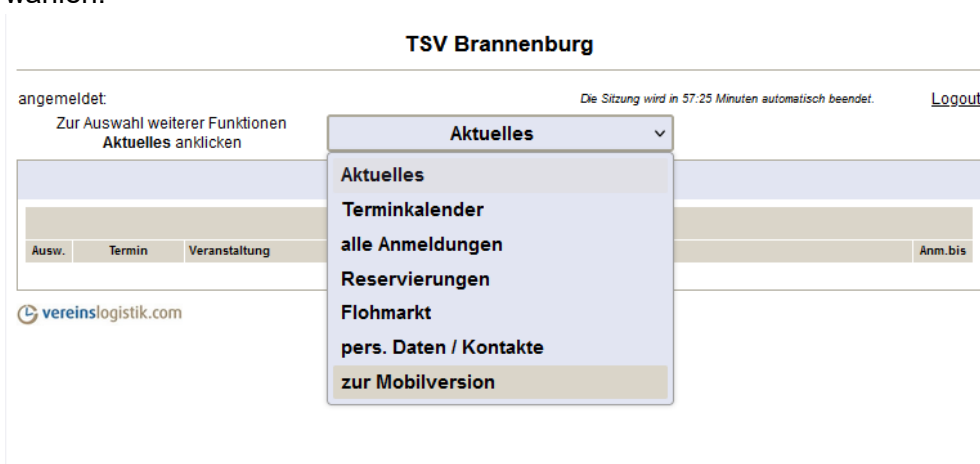 TSV Brannenburg
angemeldet:
Die Sitzung wird in 57:25 Minuten automatisch beendet.
Logout
Zur Auswahl weiterer Funktionen
Aktuelles anklicken
Aktuelles
Aktuelles
Terminkalender
alle Anmeldungen
Reservierungen
Flohmarkt
pers. Daten / Kontakte
zur Mobilversion
Ausw. Termin Veranstaltung Anm.bis
vereinslogistik.com